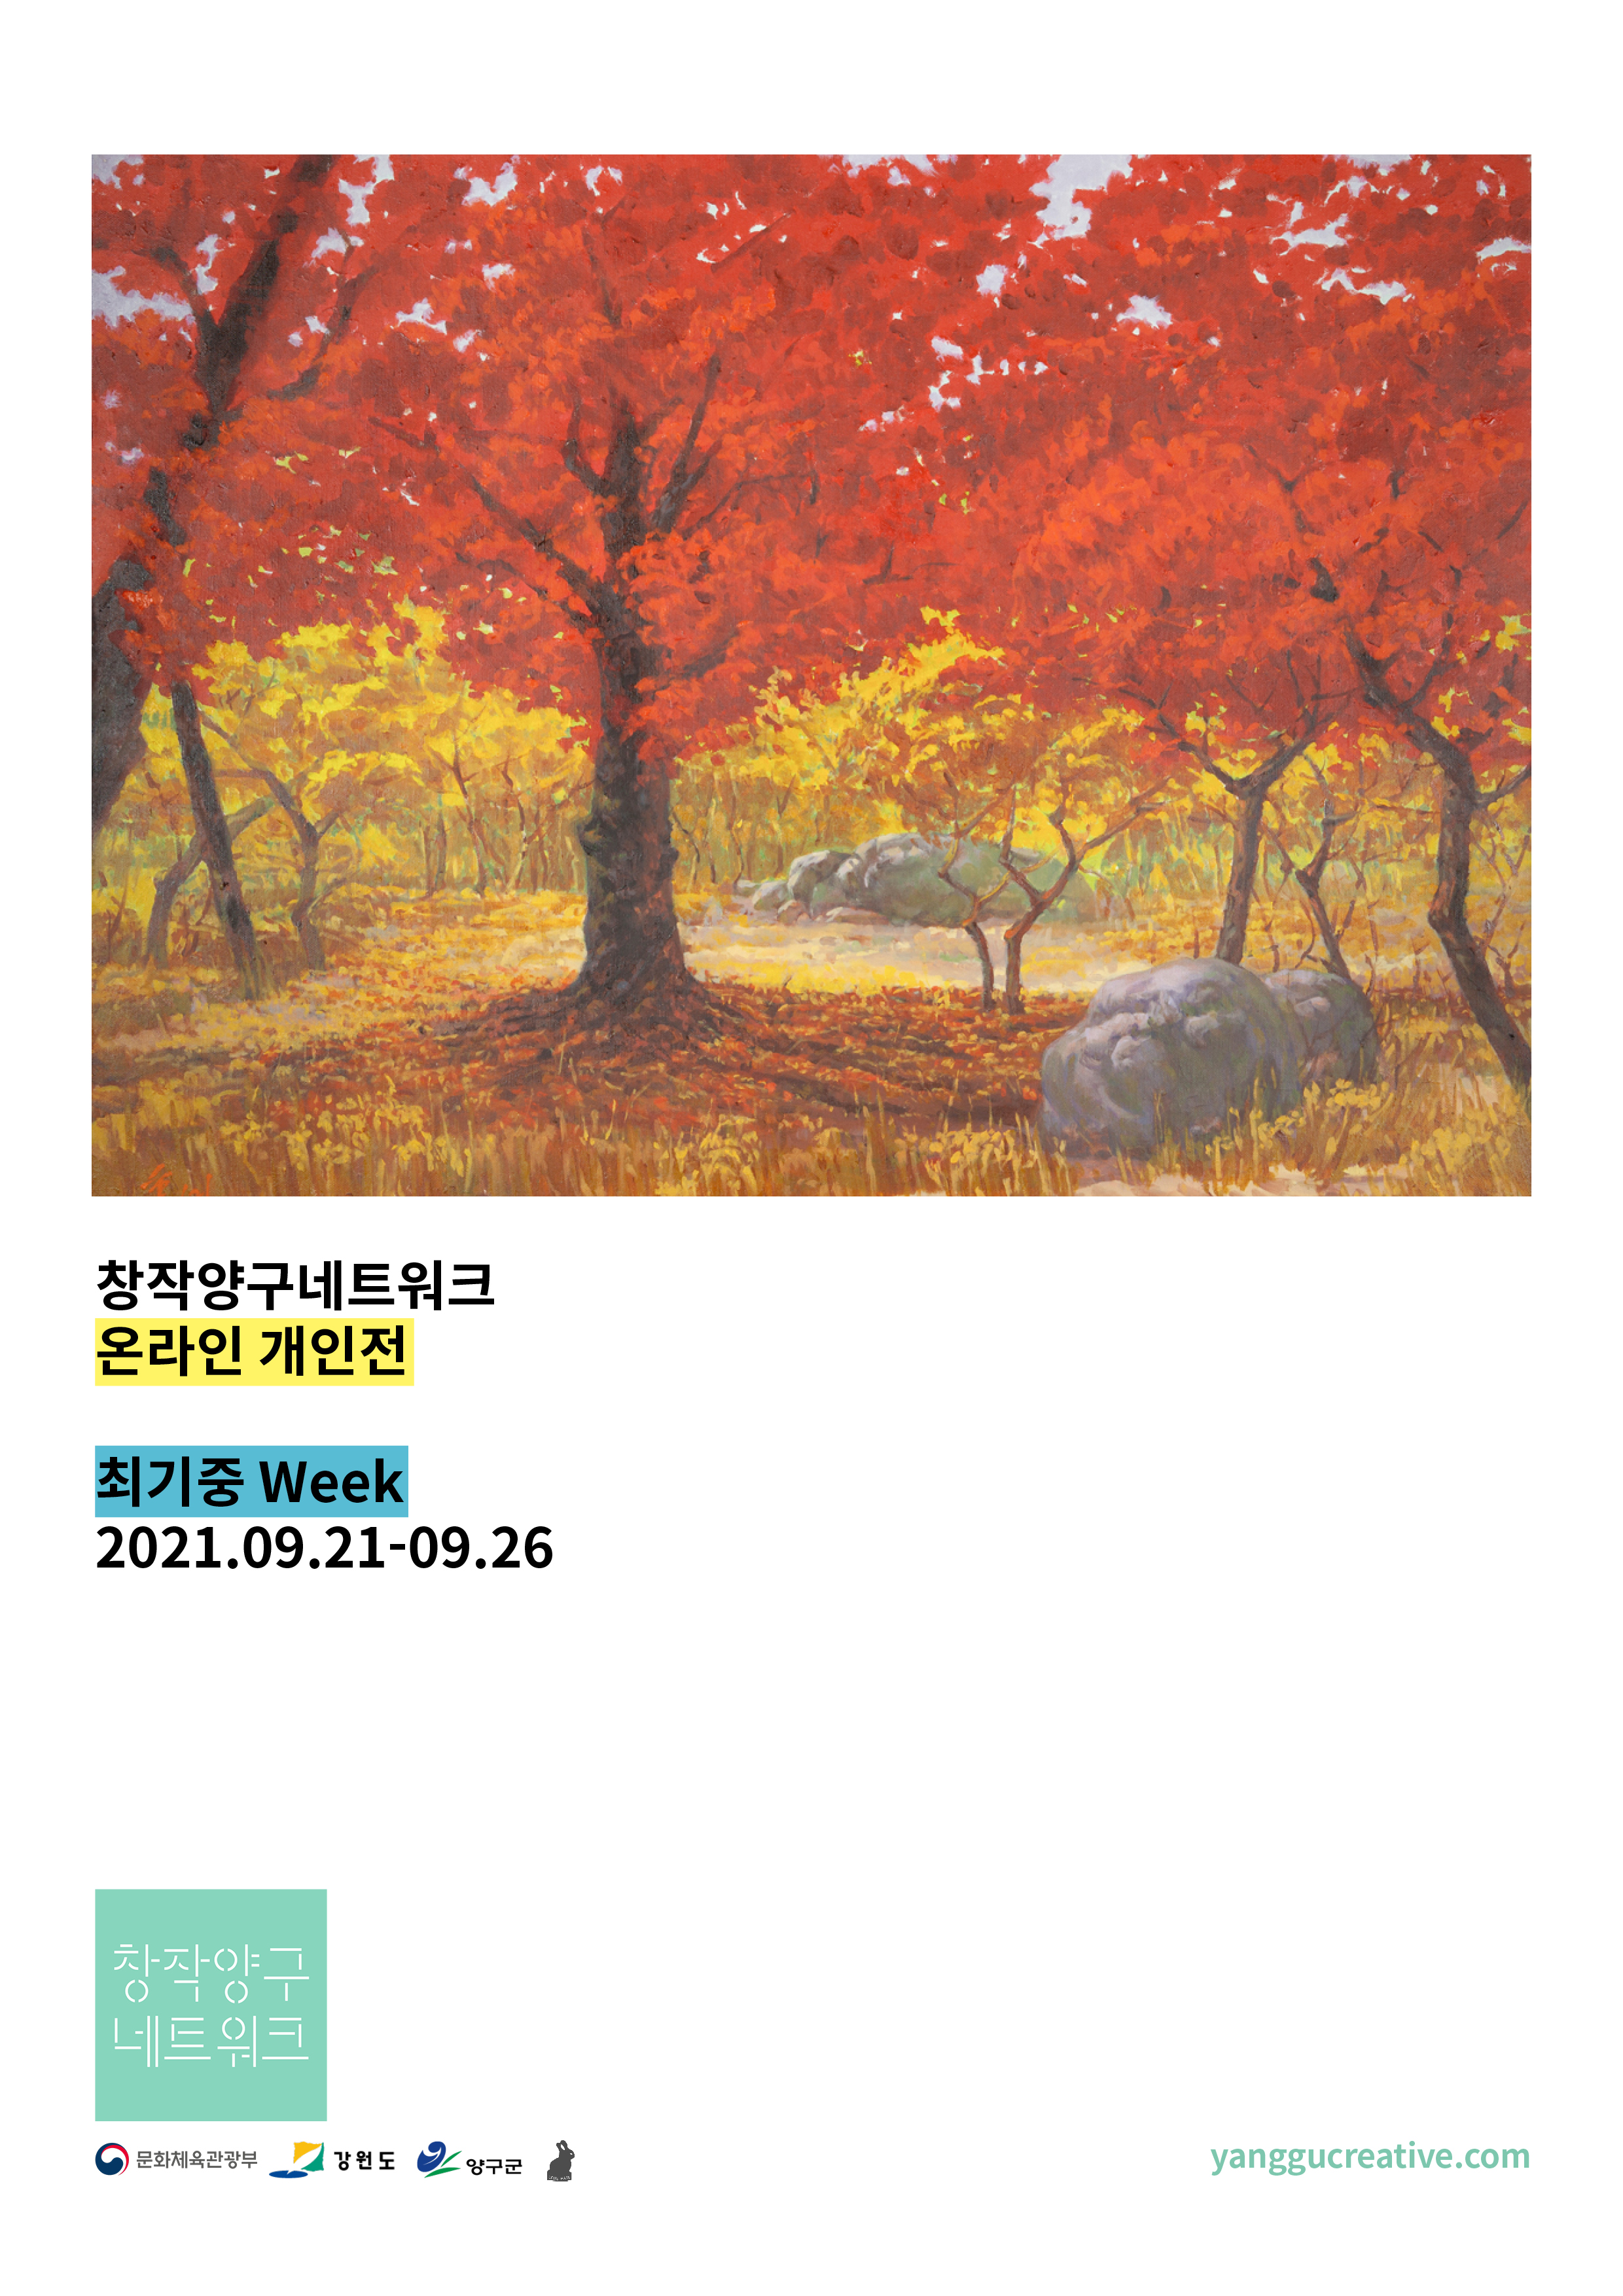 창작양구네트워크
온라인 개인전
최기중 Week
2021.09.21-09.26
창작양구
네트워크
문화체육관광부
강원도
양구군
yanggucreative.com